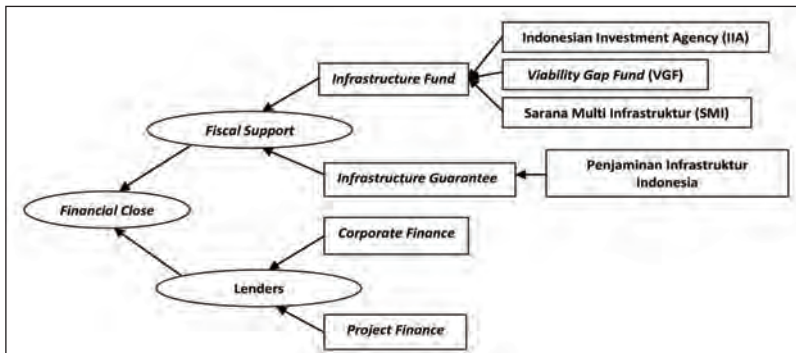 Indonesian Investment Agency (IIA)
Infrastructure Fund
Viability Gap Fund (VGF)
Sarana Multi Infrastruktur (SMI)
Fiscal Support
Infrastructure Guarantee
Penjaminan Infrastruktur
Indonesia
Financial Close
Corporate Finance
Lenders
Project Finance